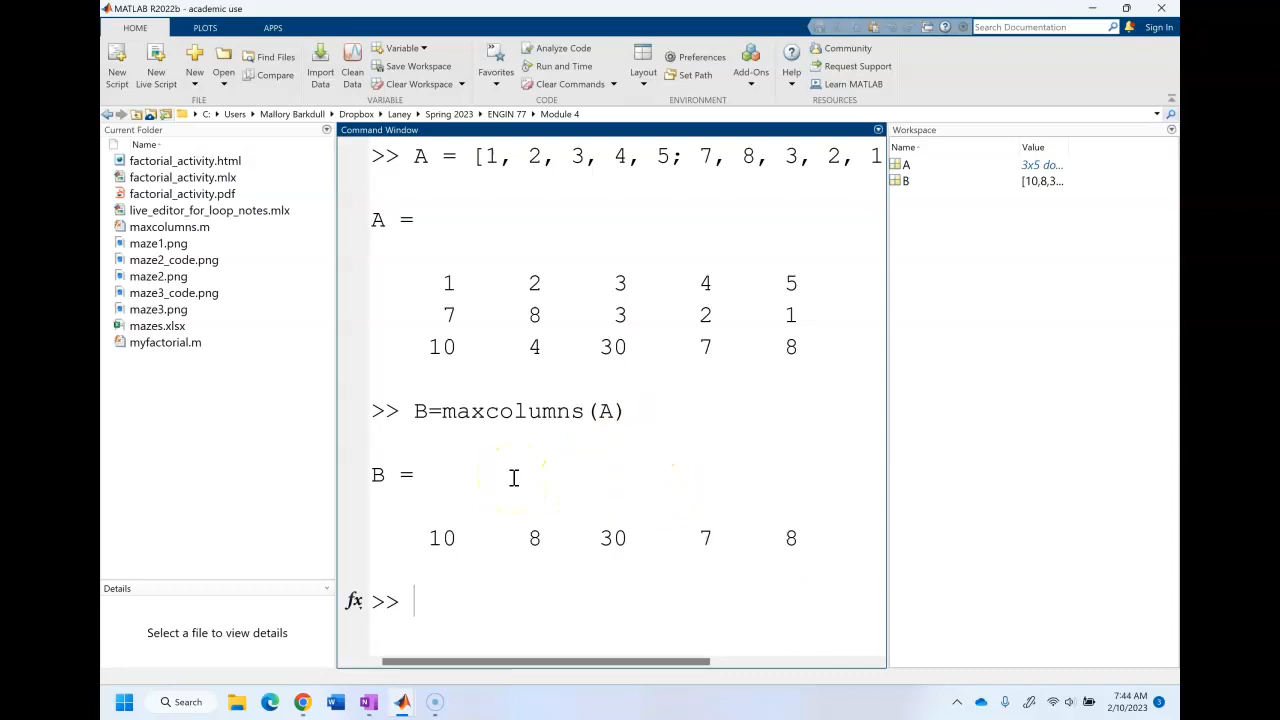 MATLAB R2022b - academic use
HOME PLOTS APPS
Search Documentation Sign In
New Script
New Live Script
New
Open
Find Files
Compare
FILE
Import Data
Clean Data
Variable
Save Workspace
Clear Workspace
VARIABLE
Favorites
Analyze Code
Run and Time
Clear Commands
CODE
Layout
Preferences
Set Path
ENVIRONMENT
Add-Ons
Help
Community
Request Support
Learn MATLAB
RESOURCES
C: Users Mallory Barkdull Dropbox Laney Spring 2023 ENGIN 77 Module 4
Current Folder
Name
factorial_activity.html
factorial_activity.mlx
factorial_activity.pdf
live_editor_for_loop_notes.mlx
maxcolumns.m
maze1.png
maze2_code.png
maze2.png
maze3_code.png
maze3.png
mazes.xlsx
myfactorial.m
Details
Select a file to view details
Command Window
>> A = [1, 2, 3, 4, 5; 7, 8, 3, 2, 1
A =
1 2 3 4 5
7 8 3 2 1
10 4 30 7 8
>> B=maxcolumns(A)
B =
10 8 30 7 8
fx >>
Workspace
Name Value
A 3x5 do...
B [10,8,3...
Search
7:44 AM
2/10/2023
3